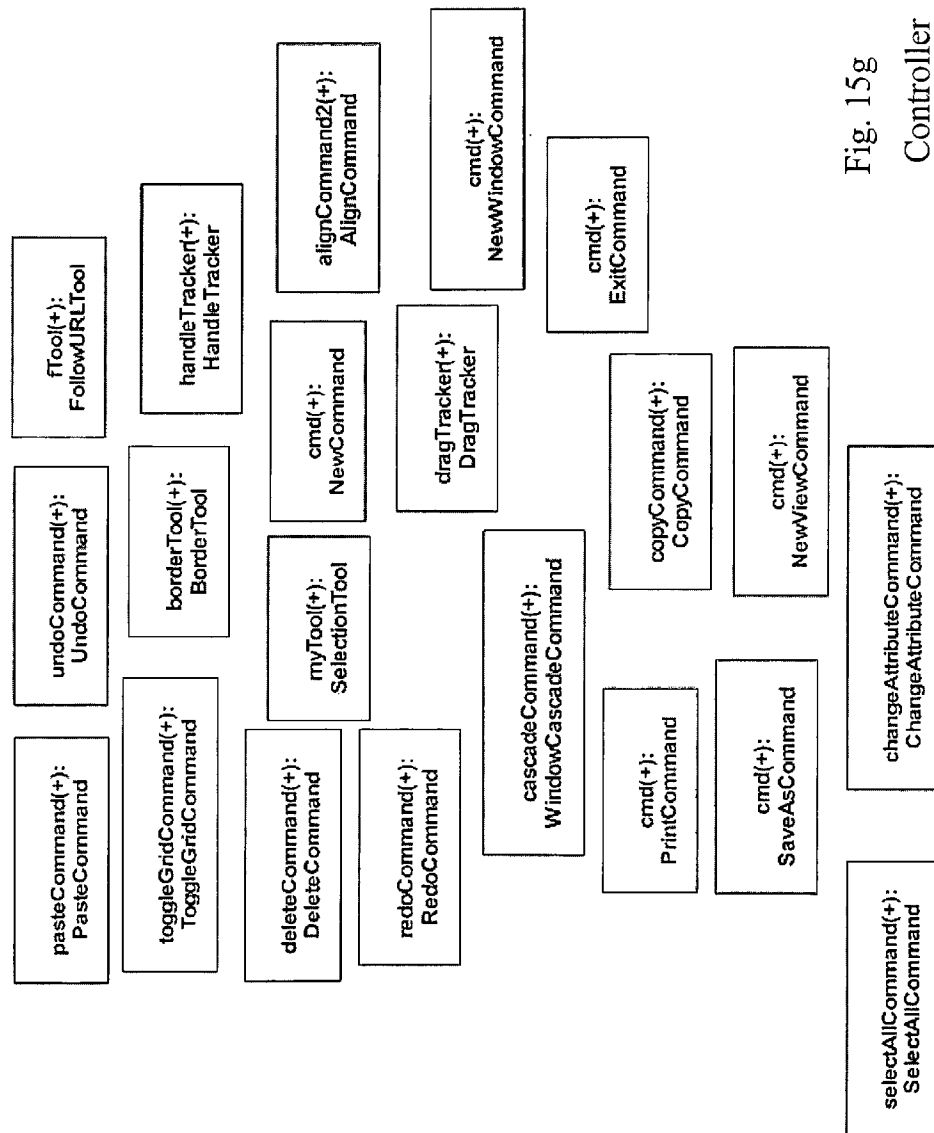 pasteCommand(+):
PasteCommand
undoCommand(+):
UndoCommand
fTool(+):
FollowURLTool
toggleGridCommand(+):
ToggleGridCommand
borderTool(+):
BorderTool
handleTracker(+):
HandleTracker
deleteCommand(+):
DeleteCommand
myTool(+):
SelectionTool
cmd(+):
NewCommand
alignCommand2(+):
AlignCommand
redoCommand(+):
RedoCommand
dragTracker(+):
DragTracker
cmd(+):
NewWindowCommand
cascadeCommand(+):
WindowCascadeCommand
cmd(+):
ExitCommand
cmd(+):
PrintCommand
copyCommand(+):
CopyCommand
cmd(+):
SaveAsCommand
cmd(+):
NewViewCommand
selectAllCommand(+):
SelectAllCommand
changeAttributeCommand(+):
ChangeAttributeCommand
Fig. 15g
Controller